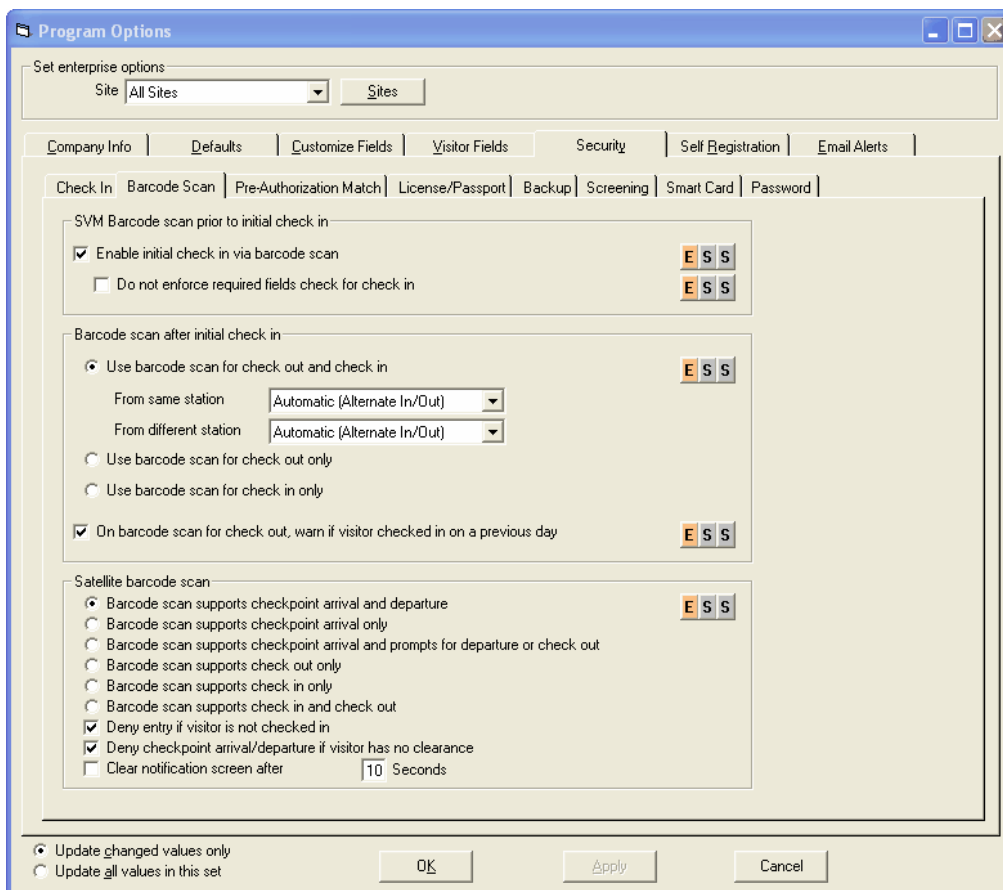 Program Options
Set enterprise options
Site All Sites Sites
Company Info Defaults Customize Fields Visitor Fields Security Self Registration Email Alerts
Check In Barcode Scan Pre-Authorization Match License/Passport Backup Screening Smart Card Password
SVM Barcode scan prior to initial check in
Enable initial check in via barcode scan E S S
Do not enforce required fields check for check in E S S
Barcode scan after initial check in
Use barcode scan for check out and check in E S S
From same station Automatic (Alternate In/Out)
From different station Automatic (Alternate In/Out)
Use barcode scan for check out only
Use barcode scan for check in only
On barcode scan for check out, warn if visitor checked in on a previous day E S S
Satellite barcode scan
Barcode scan supports checkpoint arrival and departure E S S
Barcode scan supports checkpoint arrival only
Barcode scan supports checkpoint arrival and prompts for departure or check out
Barcode scan supports check out only
Barcode scan supports check in only
Barcode scan supports check in and check out
Deny entry if visitor is not checked in
Deny checkpoint arrival/departure if visitor has no clearance
Clear notification screen after 10 Seconds
Update changed values only
Update all values in this set
OK Apply Cancel